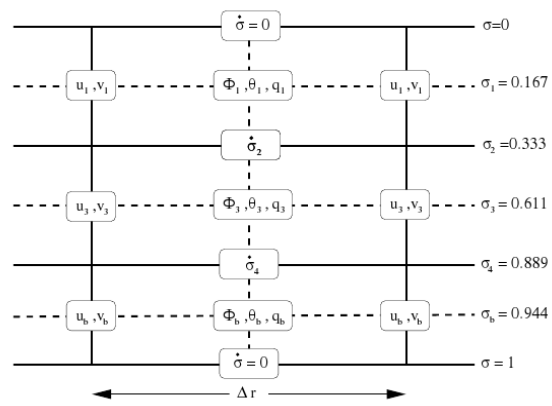 σ̇ = 0 σ=0
u₁ ,v₁ Φ₁ ,θ₁ ,q₁ u₁ ,v₁ σ₁ = 0.167
σ̇₂ σ₂ =0.333
u₃ ,v₃ Φ₃ ,θ₃ ,q₃ u₃ ,v₃ σ₃ = 0.611
σ̇₄ σ₄ = 0.889
u_b ,v_b Φ_b ,θ_b ,q_b u_b ,v_b σ_b = 0.944
σ̇ = 0 σ = 1
Δ r